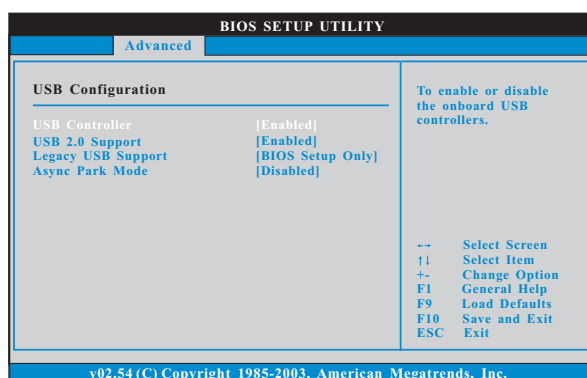 BIOS SETUP UTILITY
Advanced
USB Configuration
USB Controller [Enabled]
USB 2.0 Support [Enabled]
Legacy USB Support [BIOS Setup Only]
Async Park Mode [Disabled]
To enable or disable
the onboard USB
controllers.
←→ Select Screen
↑↓ Select Item
+- Change Option
F1 General Help
F9 Load Defaults
F10 Save and Exit
ESC Exit
v02.54 (C) Copyright 1985-2003, American Megatrends, Inc.